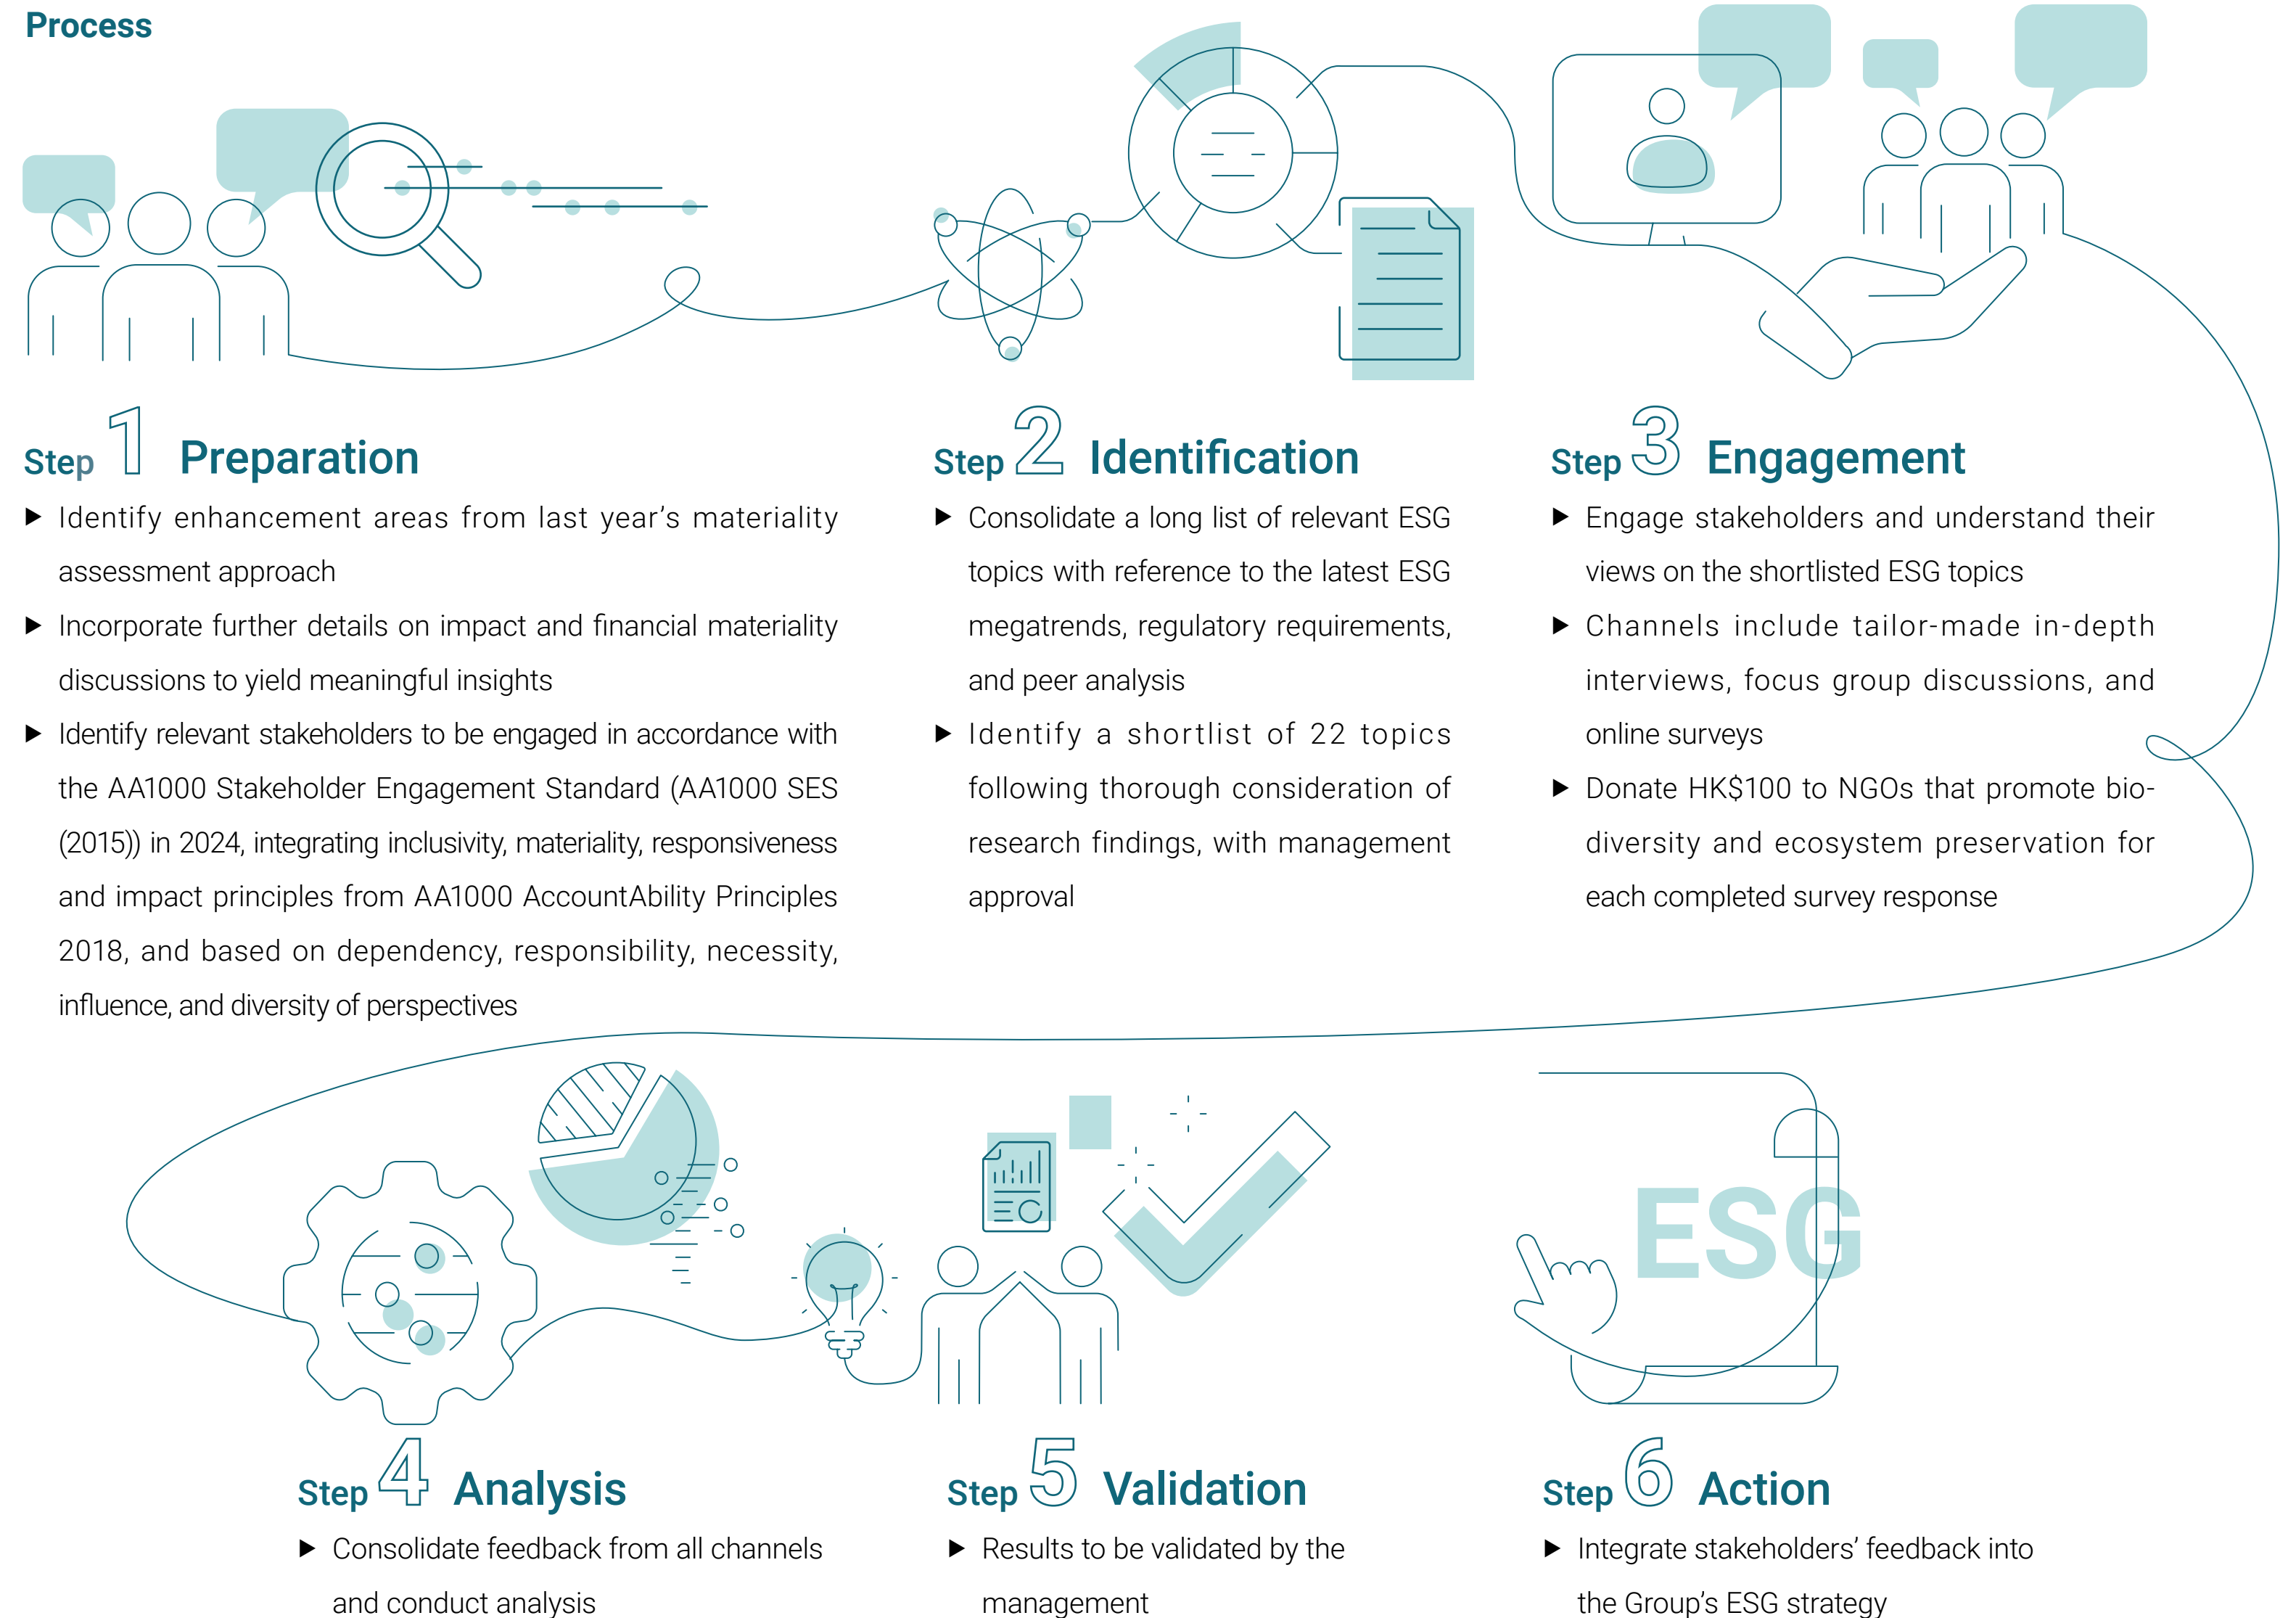 Process
Step 1 Preparation
▶ Identify enhancement areas from last year’s materiality
assessment approach
▶ Incorporate further details on impact and financial materiality
discussions to yield meaningful insights
▶ Identify relevant stakeholders to be engaged in accordance with
the AA1000 Stakeholder Engagement Standard (AA1000 SES
(2015)) in 2024, integrating inclusivity, materiality, responsiveness
and impact principles from AA1000 AccountAbility Principles
2018, and based on dependency, responsibility, necessity,
influence, and diversity of perspectives
Step 2 Identification
▶ Consolidate a long list of relevant ESG
topics with reference to the latest ESG
megatrends, regulatory requirements,
and peer analysis
▶ Identify a shortlist of 22 topics
following thorough consideration of
research findings, with management
approval
Step 3 Engagement
▶ Engage stakeholders and understand their
views on the shortlisted ESG topics
▶ Channels include tailor-made in-depth
interviews, focus group discussions, and
online surveys
▶ Donate HK$100 to NGOs that promote bio-
diversity and ecosystem preservation for
each completed survey response
Step 4 Analysis
▶ Consolidate feedback from all channels
and conduct analysis
Step 5 Validation
▶ Results to be validated by the
management
ESG
Step 6 Action
▶ Integrate stakeholders’ feedback into
the Group’s ESG strategy